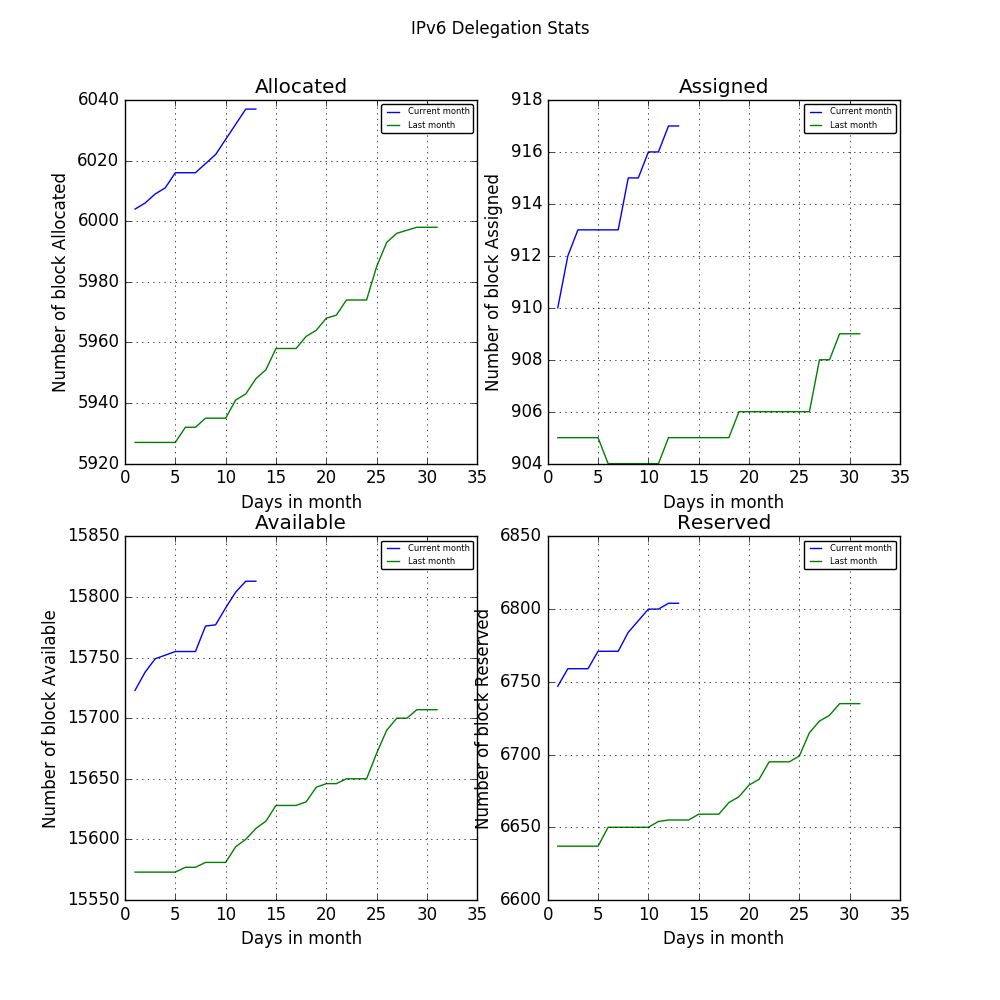 IPv6 Delegation Stats
Allocated
Number of block Allocated
6040
6020
6000
5980
5960
5940
5920
Current month
Last month
0 5 10 15 20 25 30 35
Days in month
Assigned
Number of block Assigned
918
916
914
912
910
908
906
904
Current month
Last month
0 5 10 15 20 25 30 35
Days in month
Available
Number of block Available
15850
15800
15750
15700
15650
15600
15550
Current month
Last month
0 5 10 15 20 25 30 35
Days in month
Reserved
Number of block Reserved
6850
6800
6750
6700
6650
6600
Current month
Last month
0 5 10 15 20 25 30 35
Days in month